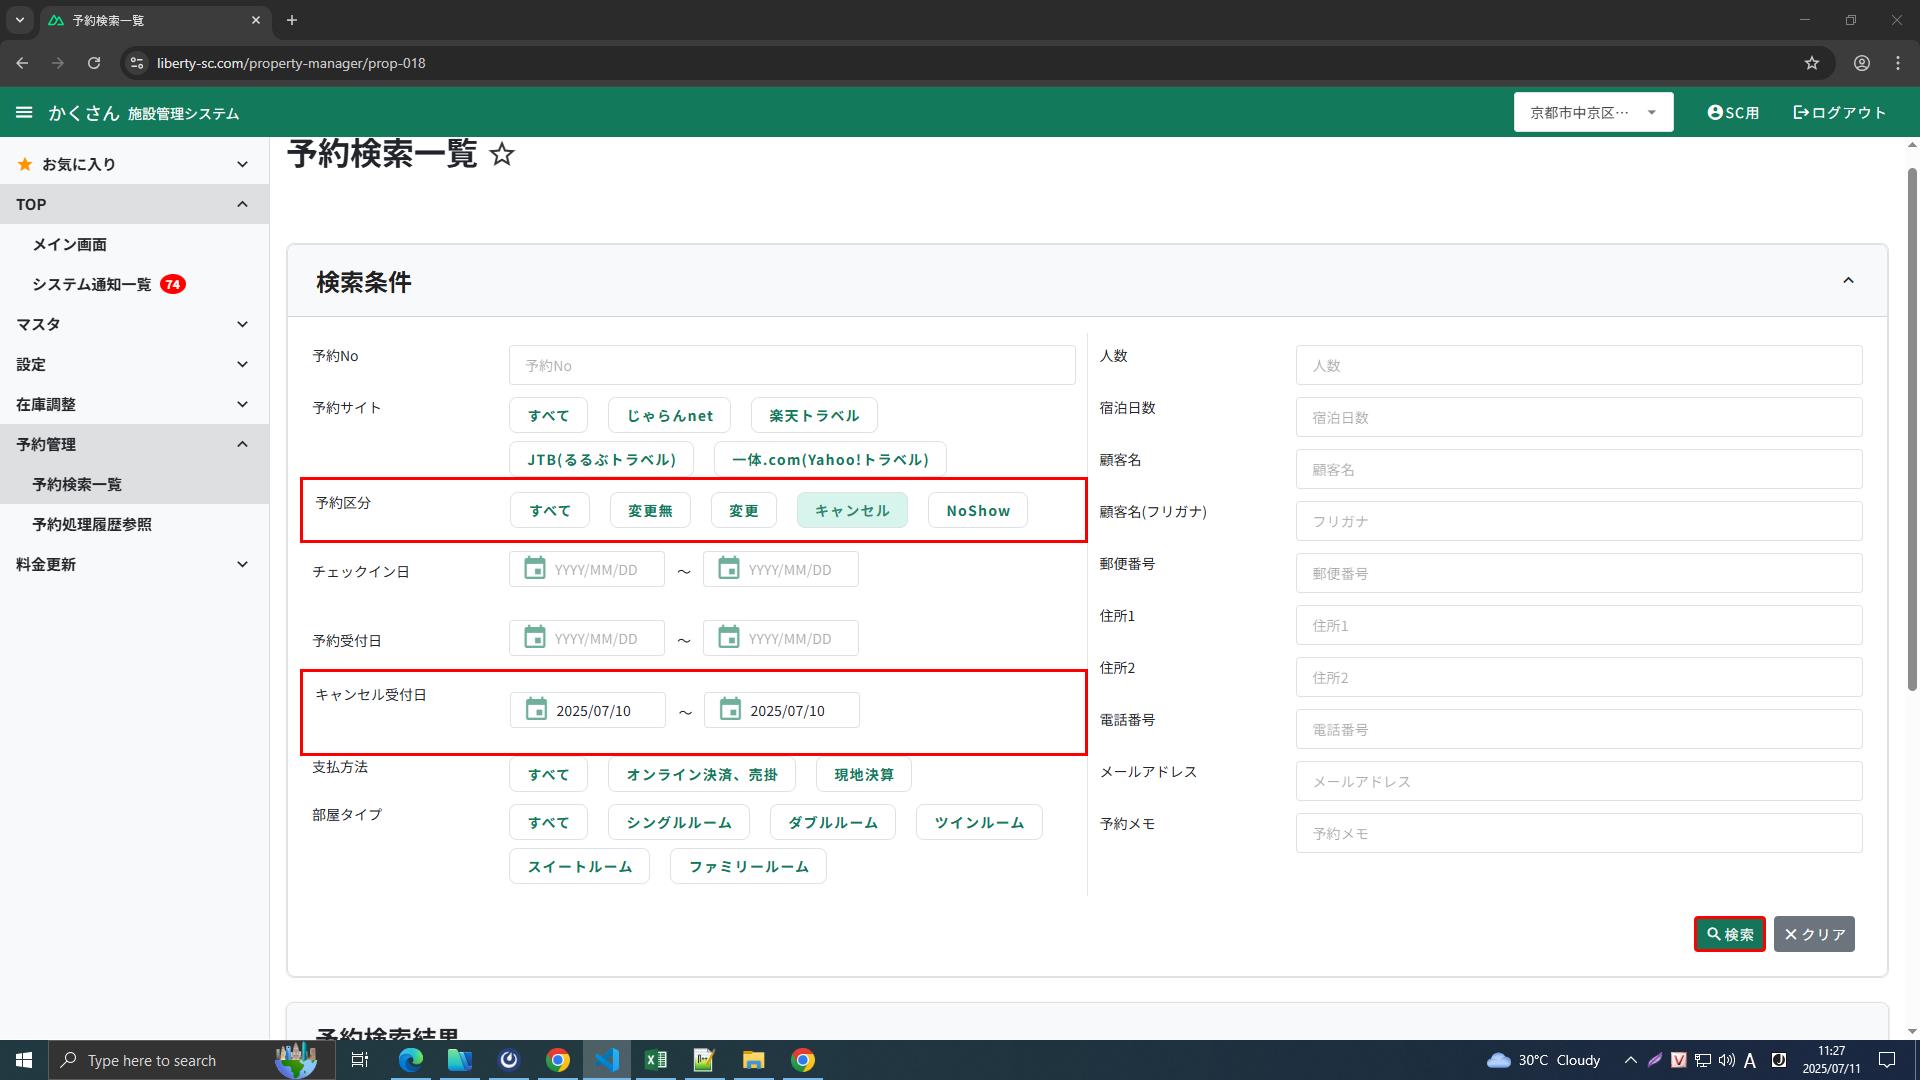 予約検索一覧
liberty-sc.com/property-manager/prop-018
かくさん 施設管理システム
京都市中京区…
SC用
ログアウト
お気に入り
TOP
メイン画面
システム通知一覧 74
マスタ
設定
在庫調整
予約管理
予約検索一覧
予約処理履歴参照
料金更新
予約検索一覧
検索条件
予約No
予約No
予約サイト
すべて じゃらんnet 楽天トラベル
JTB(るるぶトラベル) 一体.com(Yahoo!トラベル)
予約区分
すべて 変更無 変更 キャンセル NoShow
チェックイン日
YYYY/MM/DD ～ YYYY/MM/DD
予約受付日
YYYY/MM/DD ～ YYYY/MM/DD
キャンセル受付日
2025/07/10 ～ 2025/07/10
支払方法
すべて オンライン決済、売掛 現地決算
部屋タイプ
すべて シングルルーム ダブルルーム ツインルーム
スイートルーム ファミリールーム
人数
人数
宿泊日数
宿泊日数
顧客名
顧客名
顧客名(フリガナ)
フリガナ
郵便番号
郵便番号
住所1
住所1
住所2
住所2
電話番号
電話番号
メールアドレス
メールアドレス
予約メモ
予約メモ
検索
クリア
予約検索結果
Type here to search
30°C Cloudy
A
11:27
2025/07/11